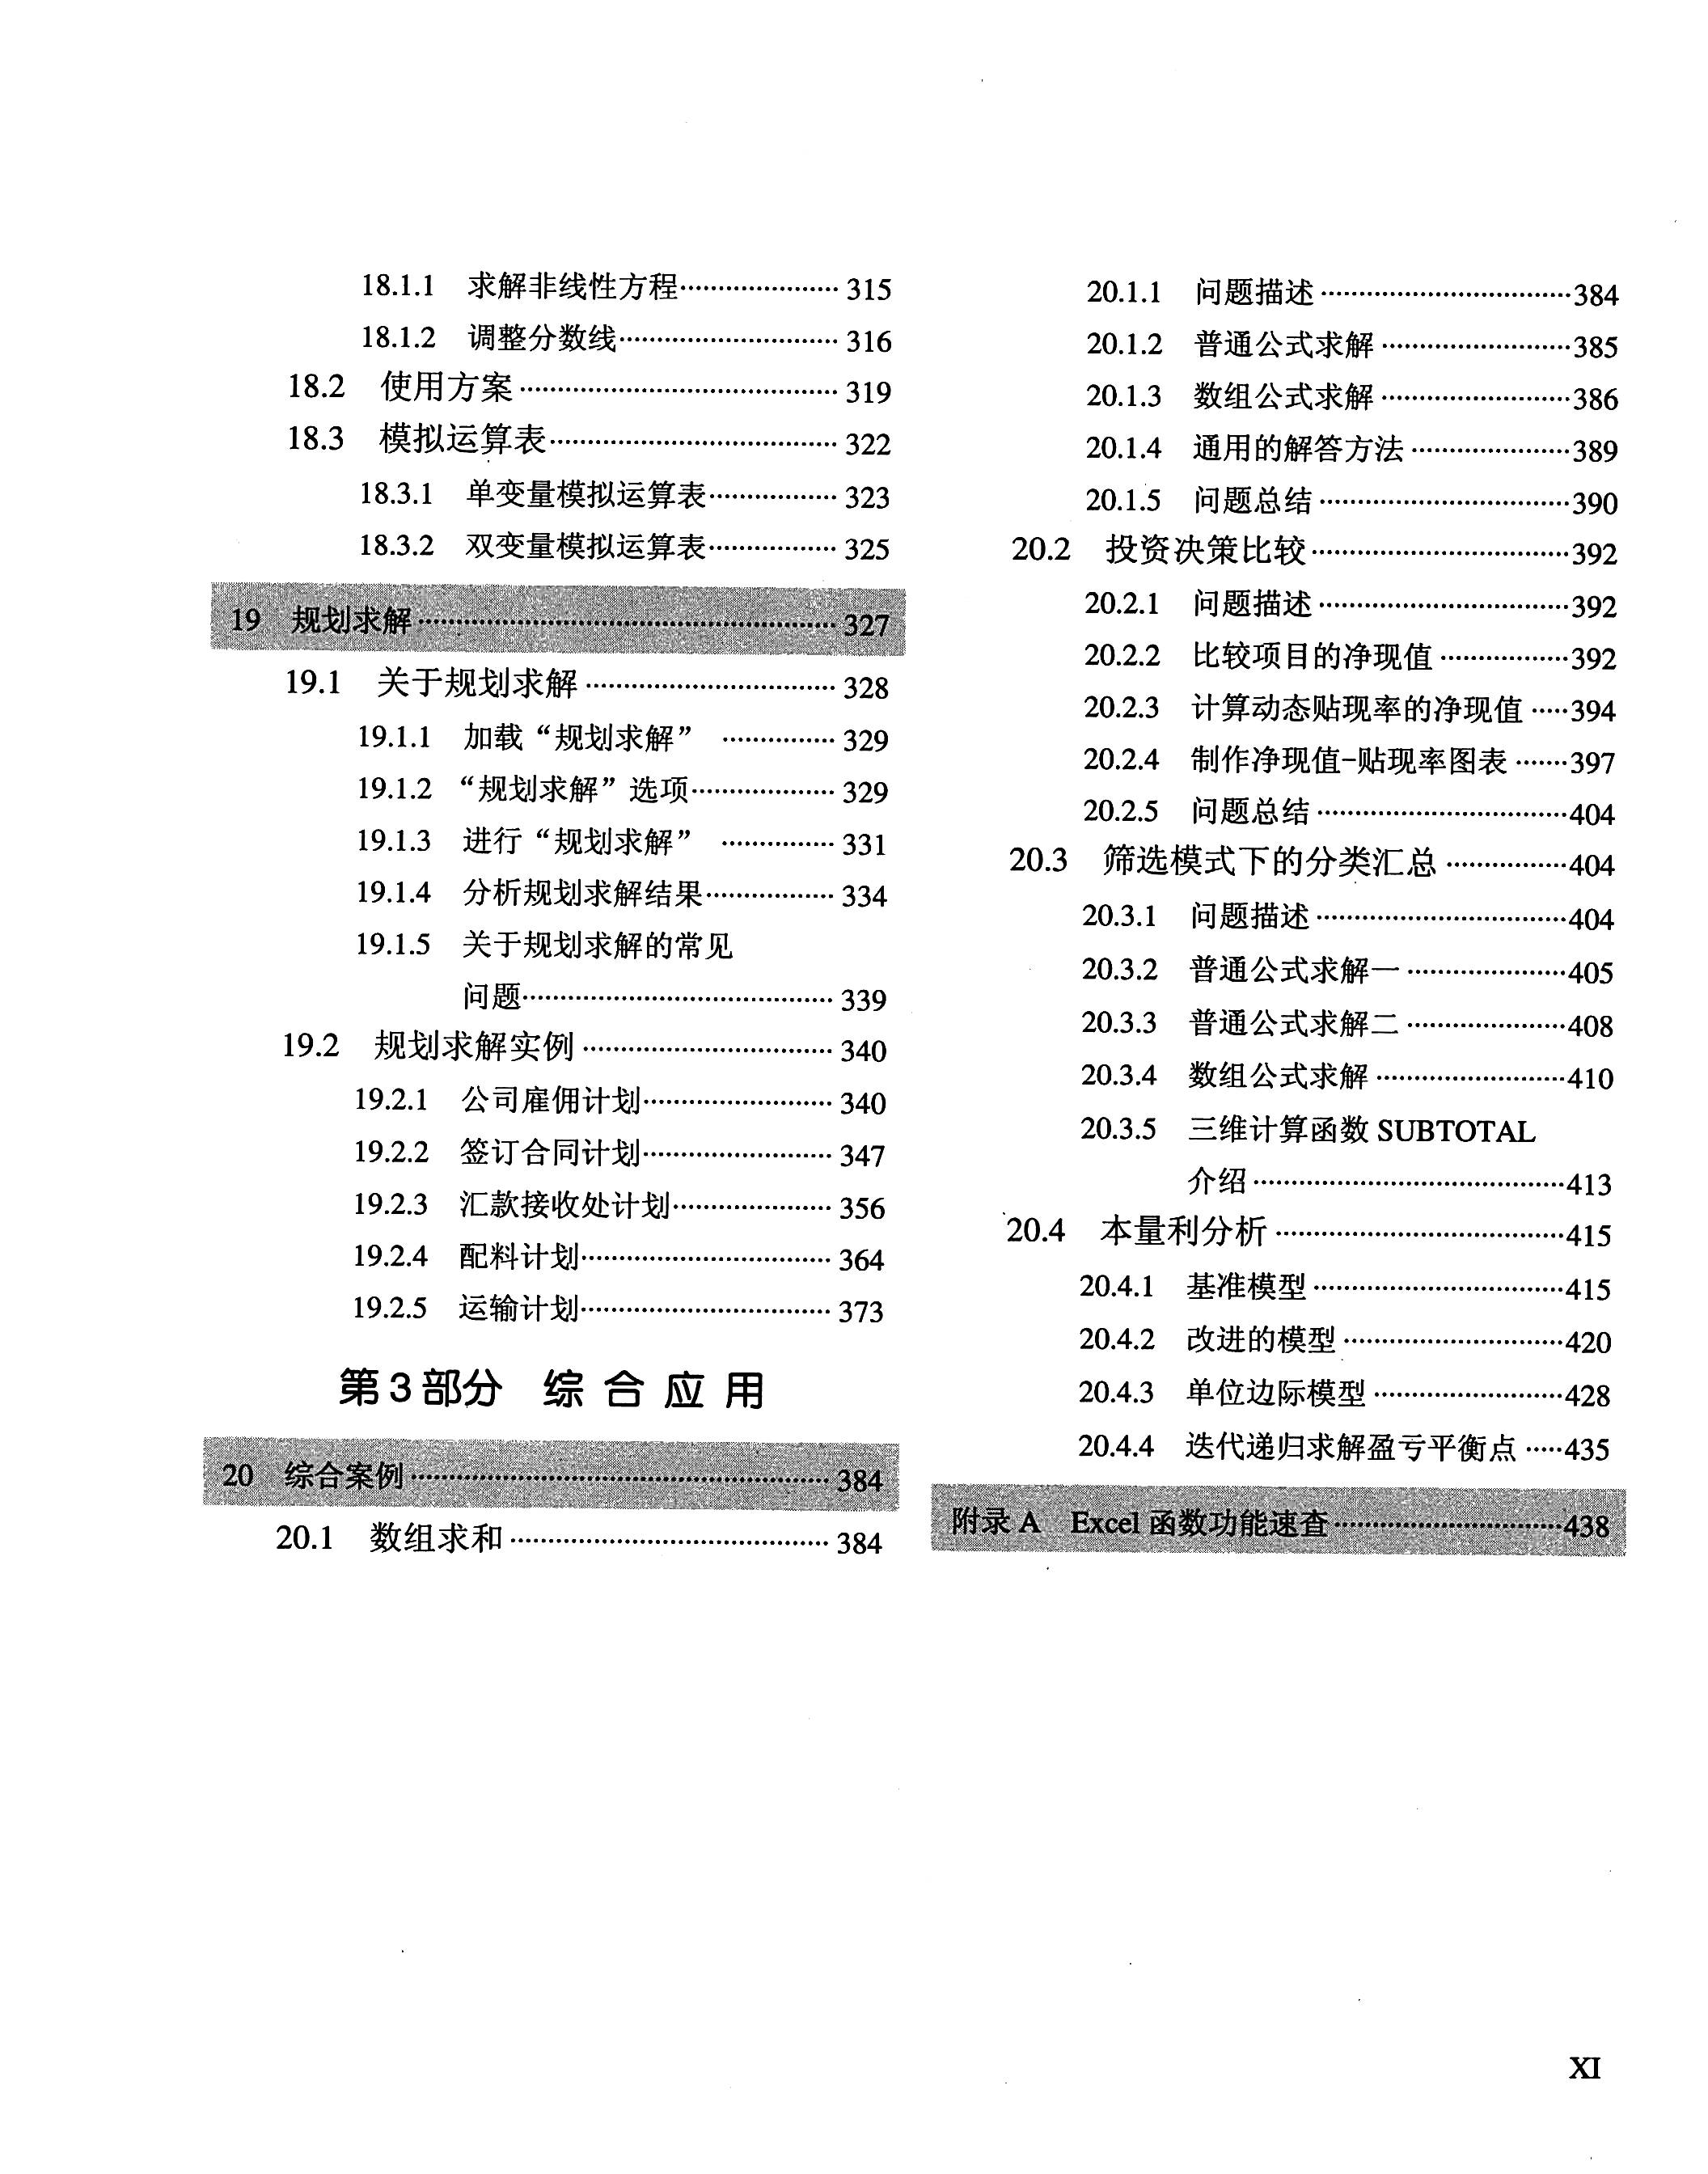 18.1.1 求解非线性方程····················· 315
18.1.2 调整分数线····························· 316
18.2 使用方案·········································· 319
18.3 模拟运算表······································ 322
18.3.1 单变量模拟运算表················· 323
18.3.2 双变量模拟运算表················· 325
19 规划求解······················································· 327
19.1 关于规划求解································· 328
19.1.1 加载“规划求解” ··············· 329
19.1.2 “规划求解”选项··················· 329
19.1.3 进行“规划求解” ··············· 331
19.1.4 分析规划求解结果················· 334
19.1.5 关于规划求解的常见
问题········································· 339
19.2 规划求解实例································· 340
19.2.1 公司雇佣计划························· 340
19.2.2 签订合同计划························· 347
19.2.3 汇款接收处计划····················· 356
19.2.4 配料计划································· 364
19.2.5 运输计划································· 373
第3部分 综合应用
20 综合案例······················································· 384
20.1 数组求和·········································· 384
20.1.1 问题描述·································384
20.1.2 普通公式求解·························385
20.1.3 数组公式求解·························386
20.1.4 通用的解答方法·····················389
20.1.5 问题总结·································390
20.2 投资决策比较··································392
20.2.1 问题描述·································392
20.2.2 比较项目的净现值·················392
20.2.3 计算动态贴现率的净现值·····394
20.2.4 制作净现值-贴现率图表·······397
20.2.5 问题总结·································404
20.3 筛选模式下的分类汇总················404
20.3.1 问题描述·································404
20.3.2 普通公式求解一·····················405
20.3.3 普通公式求解二·····················408
20.3.4 数组公式求解·························410
20.3.5 三维计算函数 SUBTOTAL
介绍·········································413
20.4 本量利分析······································415
20.4.1 基准模型·································415
20.4.2 改进的模型·····························420
20.4.3 单位边际模型·························428
20.4.4 迭代递归求解盈亏平衡点·····435
附录 A Excel 函数功能速查······························438
XI